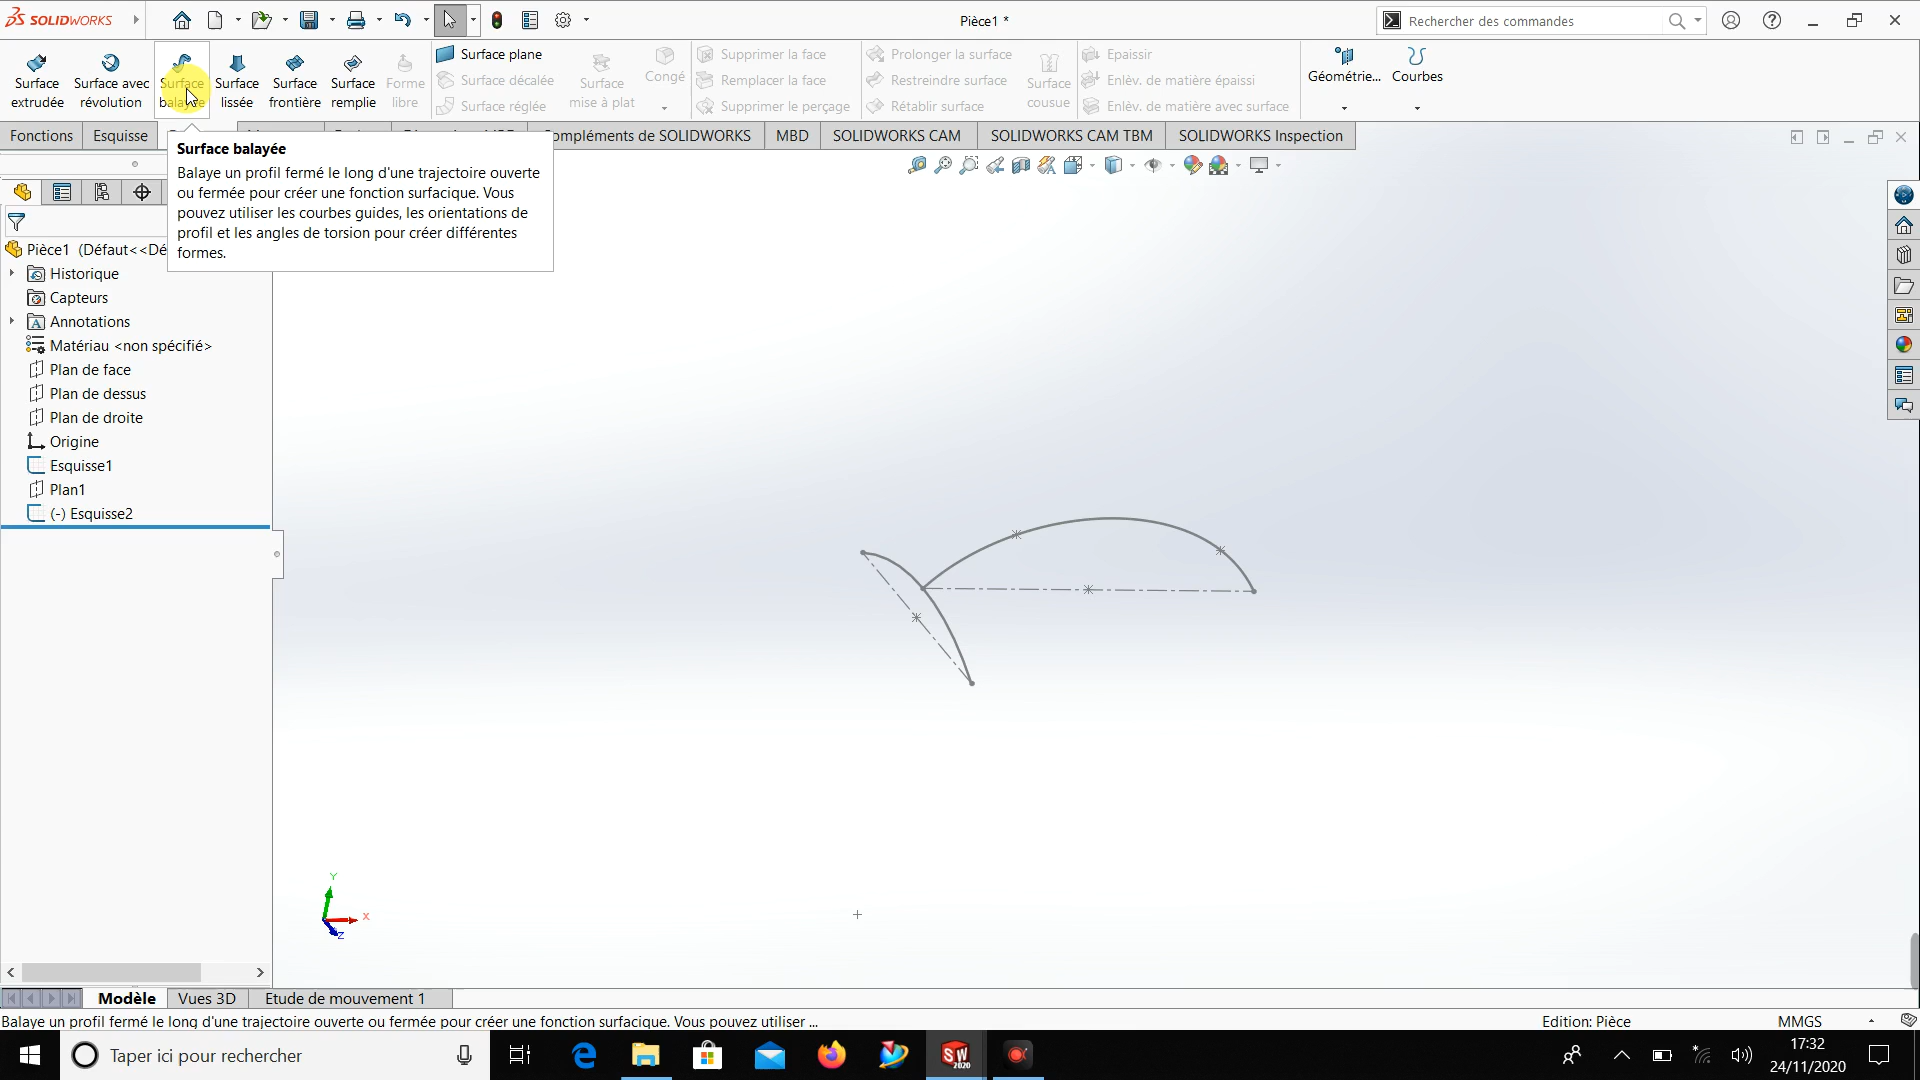 SOLIDWORKS
Pièce1 *
Rechercher des commandes
Surface extrudée
Surface avec révolution
Surface balayée
Surface lissée
Surface frontière
Surface remplie
Forme libre
Surface plane
Surface décalée
Surface réglée
Surface mise à plat
Congé
Supprimer la face
Remplacer la face
Supprimer le perçage
Prolonger la surface
Restreindre surface
Rétablir surface
Surface cousue
Epaissir
Enlèv. de matière épaissi
Enlèv. de matière avec surface
Géométrie...
Courbes
Fonctions
Esquisse
ompléments de SOLIDWORKS
MBD
SOLIDWORKS CAM
SOLIDWORKS CAM TBM
SOLIDWORKS Inspection
Surface balayée
Balaye un profil fermé le long d'une trajectoire ouverte
ou fermée pour créer une fonction surfacique. Vous
pouvez utiliser les courbes guides, les orientations de
profil et les angles de torsion pour créer différentes
formes.
Pièce1 (Défaut<<Dé
Historique
Capteurs
Annotations
Matériau <non spécifié>
Plan de face
Plan de dessus
Plan de droite
Origine
Esquisse1
Plan1
(-) Esquisse2
Y
X
Z
Modèle
Vues 3D
Etude de mouvement 1
Balaye un profil fermé le long d'une trajectoire ouverte ou fermée pour créer une fonction surfacique. Vous pouvez utiliser ...
Edition: Pièce
MMGS
Taper ici pour rechercher
SW
2020
17:32
24/11/2020